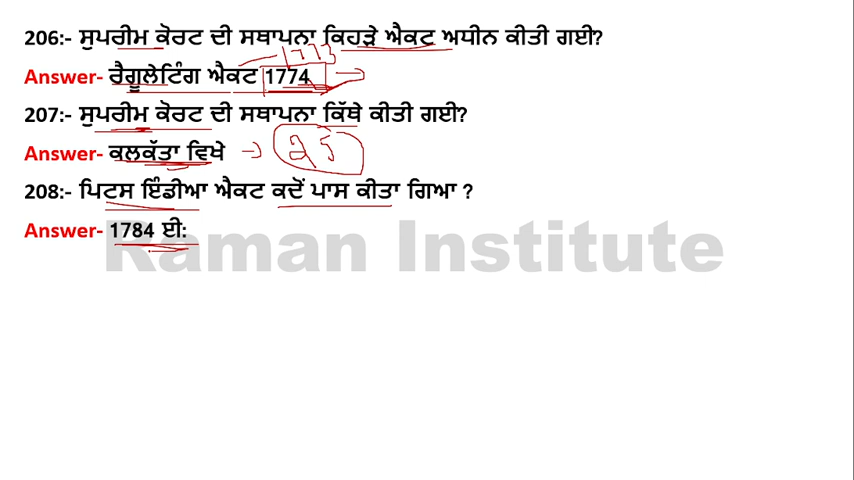 206:- ਸੁਪਰੀਮ ਕੋਰਟ ਦੀ ਸਥਾਪਨਾ ਕਿਹੜੇ ਐਕਟ ਅਧੀਨ ਕੀਤੀ ਗਈ?
1773
Answer- ਰੈਗੂਲੇਟਿੰਗ ਐਕਟ 1774
207:- ਸੁਪਰੀਮ ਕੋਰਟ ਦੀ ਸਥਾਪਨਾ ਕਿੱਥੇ ਕੀਤੀ ਗਈ?
Answer- ਕਲਕੱਤਾ ਵਿਖੇ
208:- ਪਿਟਸ ਇੰਡੀਆ ਐਕਟ ਕਦੋਂ ਪਾਸ ਕੀਤਾ ਗਿਆ ?
Answer- 1784 ਈ:
Raman Institute